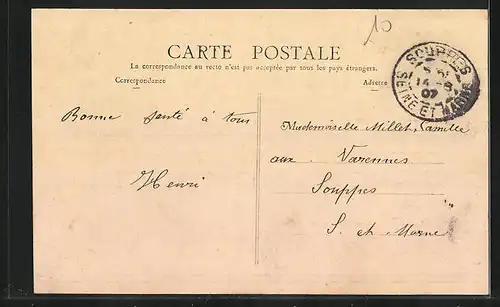 10
CARTE POSTALE
La correspondance au recto n'est pas acceptée par tous les pays étrangers.
Correspondance
Adresse
SOUPPES
07
SEINE ET MARNE
Bonne santé à tous
Henri
Mademoiselle Millet Camille
aux Varennes
Souppes
S. et Marne